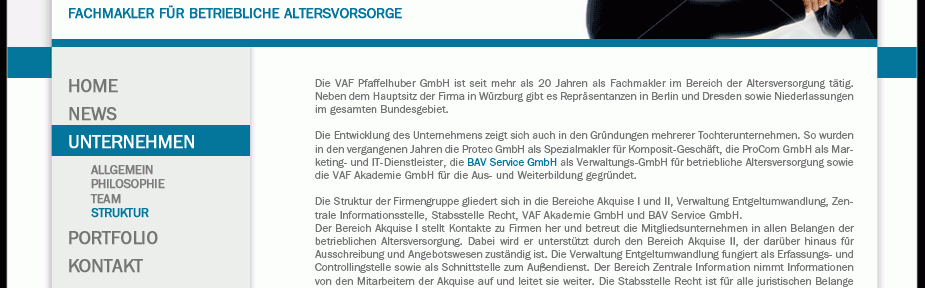 FACHMAKLER FÜR BETRIEBLICHE ALTERSVORSORGE
HOME
NEWS
UNTERNEHMEN
ALLGEMEIN
PHILOSOPHIE
TEAM
STRUKTUR
PORTFOLIO
KONTAKT
Die VAF Pfaffelhuber GmbH ist seit mehr als 20 Jahren als Fachmakler im Bereich der Altersversorgung tätig.
Neben dem Hauptsitz der Firma in Würzburg gibt es Repräsentanzen in Berlin und Dresden sowie Niederlassungen
im gesamten Bundesgebiet.
Die Entwicklung des Unternehmens zeigt sich auch in den Gründungen mehrerer Tochterunternehmen. So wurden
in den vergangenen Jahren die Protec GmbH als Spezialmakler für Komposit-Geschäft, die ProCom GmbH als Mar-
keting- und IT-Dienstleister, die BAV Service GmbH als Verwaltungs-GmbH für betriebliche Altersversorgung sowie
die VAF Akademie GmbH für die Aus- und Weiterbildung gegründet.
Die Struktur der Firmengruppe gliedert sich in die Bereiche Akquise I und II, Verwaltung Entgeltumwandlung, Zen-
trale Informationsstelle, Stabsstelle Recht, VAF Akademie GmbH und BAV Service GmbH.
Der Bereich Akquise I stellt Kontakte zu Firmen her und betreut die Mitgliedsunternehmen in allen Belangen der
betrieblichen Altersversorgung. Dabei wird er unterstützt durch den Bereich Akquise II, der darüber hinaus für
Ausschreibung und Angebotswesen zuständig ist. Die Verwaltung Entgeltumwandlung fungiert als Erfassungs- und
Controllingstelle sowie als Schnittstelle zum Außendienst. Der Bereich Zentrale Information nimmt Informationen
von den Mitarbeitern der Akquise auf und leitet sie weiter. Die Stabsstelle Recht ist für alle juristischen Belange